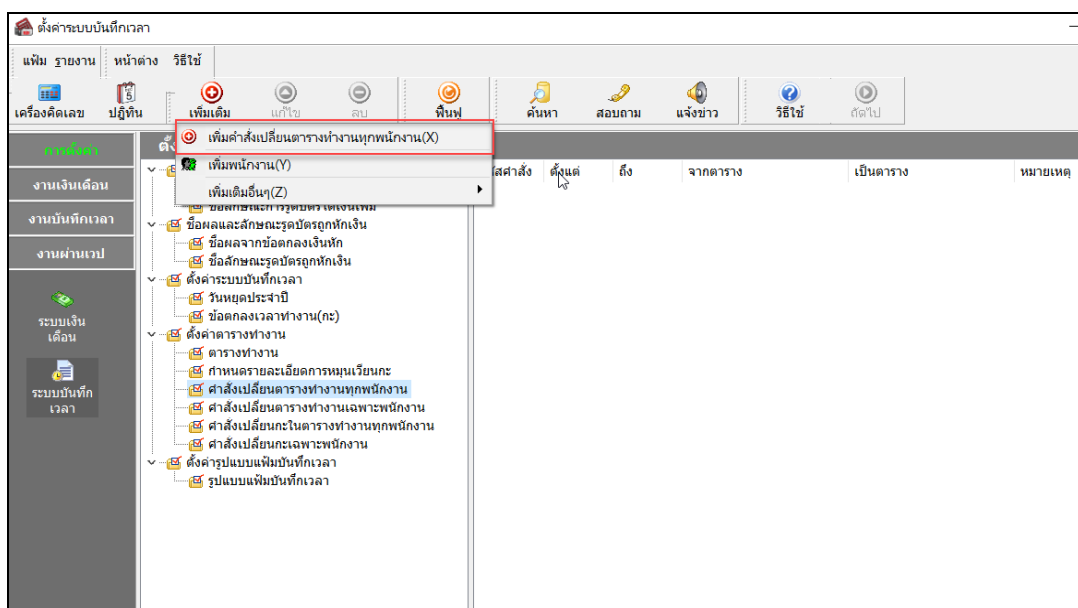 ตั้งค่าระบบบันทึกเวลา
แฟ้ม รายงาน หน้าต่าง วิธีใช้
เครื่องคิดเลข ปฏิทิน เพิ่มเติม แก้ไข ลบ ฟื้นฟู ค้นหา สอบถาม แจ้งข่าว วิธีใช้ ถัดไป
การตั้งค่า
งานเงินเดือน
งานบันทึกเวลา
งานผ่านเวป
ระบบเงิน
เดือน
ระบบบันทึก
เวลา
เพิ่มคำสั่งเปลี่ยนตารางทำงานทุกพนักงาน(X)
เพิ่มพนักงาน(Y)
เพิ่มเติมอื่นๆ(Z)
ชื่อลักษณะการรูดบัตรได้เงินเพิ่ม
ชื่อผลและลักษณะรูดบัตรถูกหักเงิน
ชื่อผลจากข้อตกลงเงินหัก
ชื่อลักษณะรูดบัตรถูกหักเงิน
ตั้งค่าระบบบันทึกเวลา
วันหยุดประจำปี
ข้อตกลงเวลาทำงาน(กะ)
ตั้งค่าตารางทำงาน
ตารางทำงาน
กำหนดรายละเอียดการหมุนเวียนกะ
คำสั่งเปลี่ยนตารางทำงานทุกพนักงาน
คำสั่งเปลี่ยนตารางทำงานเฉพาะพนักงาน
คำสั่งเปลี่ยนกะในตารางทำงานทุกพนักงาน
คำสั่งเปลี่ยนกะเฉพาะพนักงาน
ตั้งค่ารูปแบบแฟ้มบันทึกเวลา
รูปแบบแฟ้มบันทึกเวลา
ตั้งแต่ ถึง จากตาราง เป็นตาราง หมายเหตุ